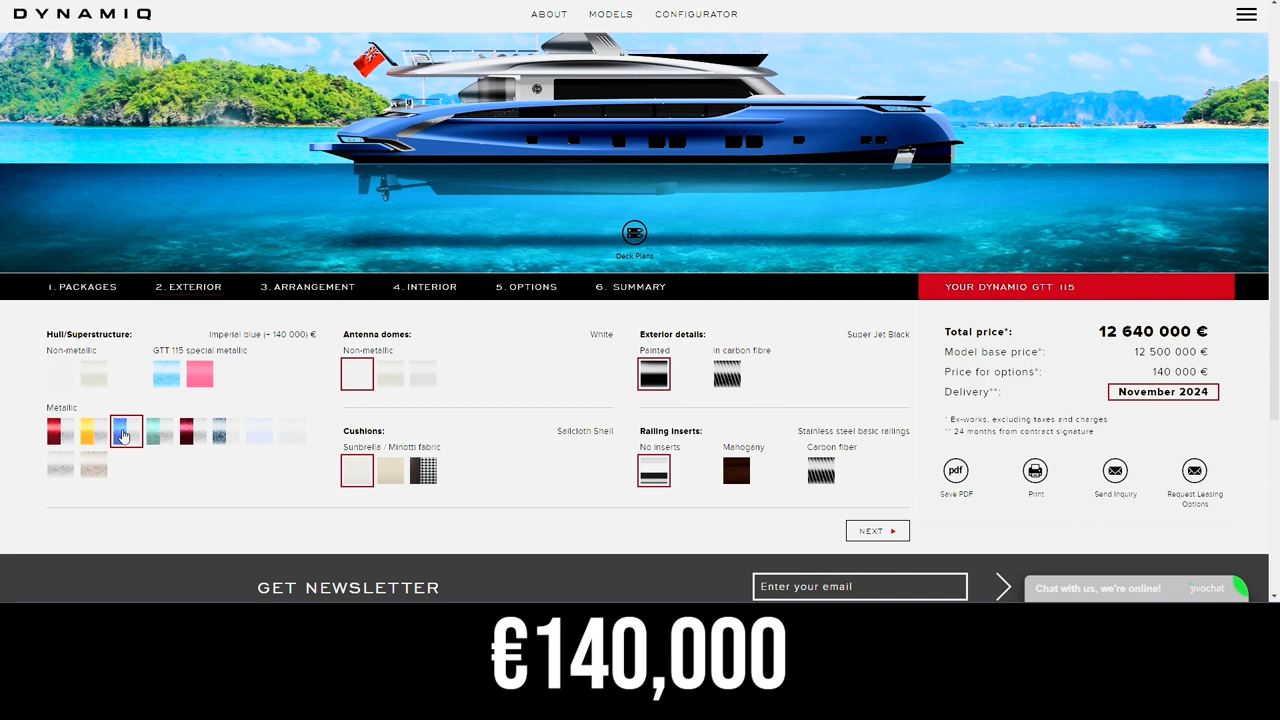 DYNAMIQ
ABOUT MODELS CONFIGURATOR
Deck Plans
1. PACKAGES 2. EXTERIOR 3. ARRANGEMENT 4. INTERIOR 5. OPTIONS 6. SUMMARY
YOUR DYNAMIQ GTT 115
Hull/Superstructure: Imperial blue (+ 140 000) €
Non-metallic GTT 115 special metallic
Metallic
Antenna domes: White
Non-metallic
Cushions: Sailcloth Shell
Sunbrella / Minotti fabric
Exterior details: Super Jet Black
Painted In carbon fibre
Railing inserts: Stainless steel basic railings
No inserts Mahogany Carbon fiber
NEXT
Total price*: 12 640 000 €
Model base price*: 12 500 000 €
Price for options*: 140 000 €
Delivery**: November 2024
* Ex-works, excluding taxes and charges
** 24 months from contract signature
pdf
Save PDF Print Send Inquiry Request Leasing
Options
GET NEWSLETTER
Enter your email
Chat with us, we're online! jivochat
€140,000